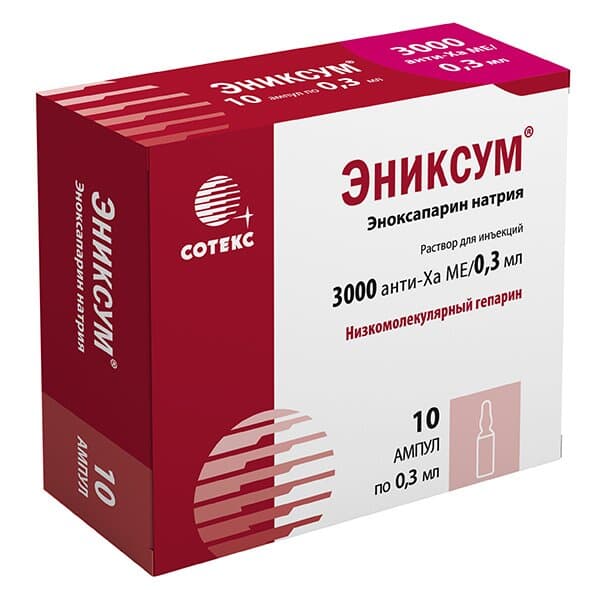 ЭНИКСУМ®
10 ампул по 0,3 мл
3000
анти-Ха МЕ/
0,3 мл
ЭНИКСУМ®
Эноксапарин натрия
10
АМПУЛ
СОТЕКС
ЭНИКСУМ®
Эноксапарин натрия
Раствор для инъекций
3000 анти-Ха МЕ/0,3 мл
Низкомолекулярный гепарин
10
АМПУЛ
по 0,3 мл